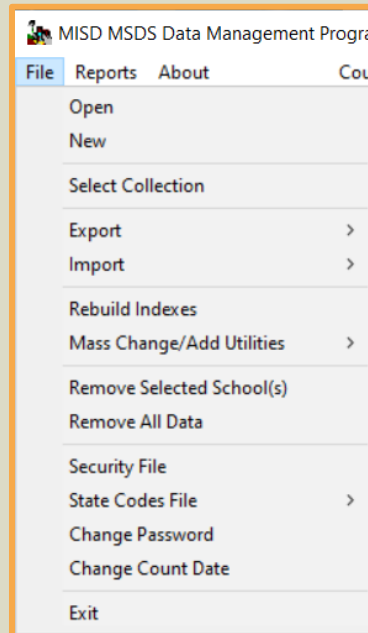 MISD MSDS Data Management Progra
File Reports About Cou
Open
New
Select Collection
Export
Import
Rebuild Indexes
Mass Change/Add Utilities
Remove Selected School(s)
Remove All Data
Security File
State Codes File
Change Password
Change Count Date
Exit